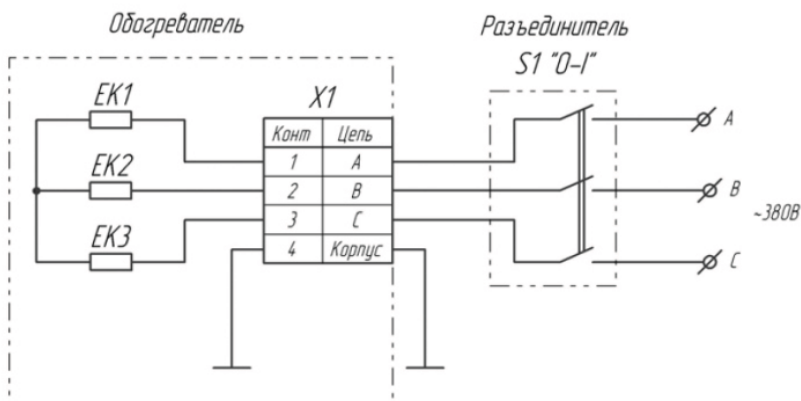 Обогреватель
Разъединитель
S1 "0-I"
EK1
EK2
EK3
X1
Конт Цепь
1 A
2 B
3 C
4 Корпус
A
B
~380В
C